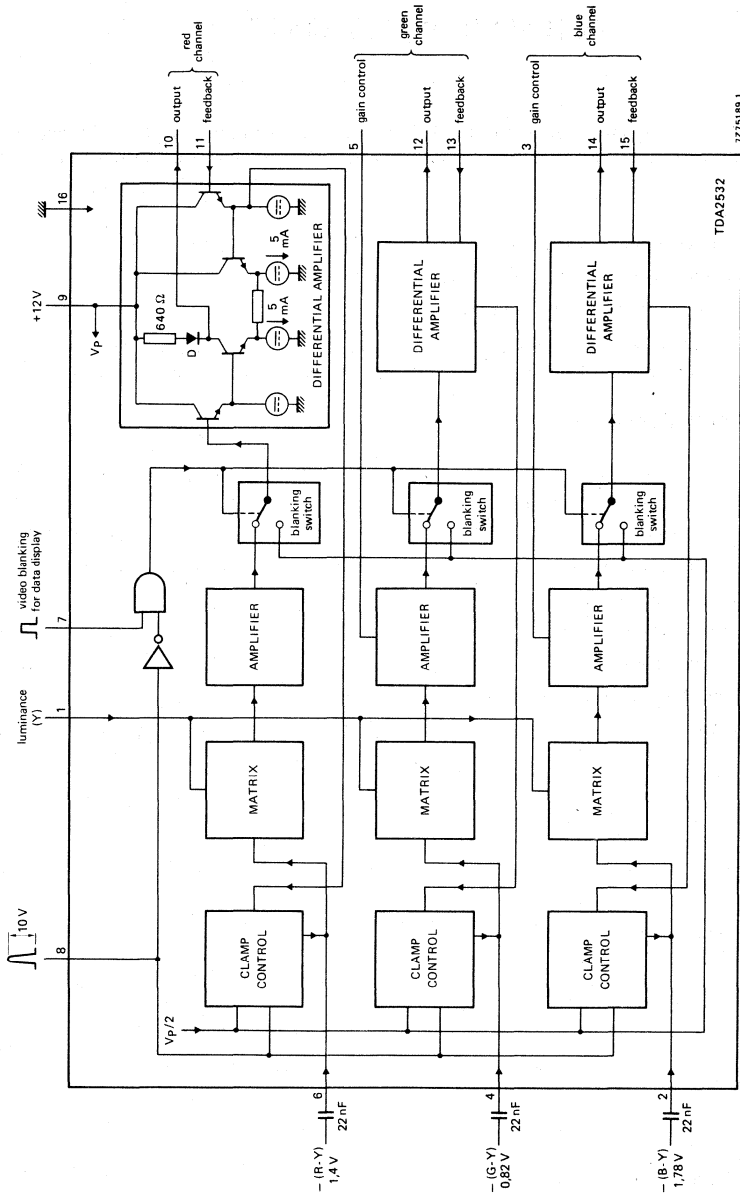 red
channel
output
feedback
10
11
green
channel
gain control
output
feedback
5
12
13
blue
channel
gain control
output
feedback
3
14
15
7Z75189.1
16
+12 V
9
Vp
640 Ω
D
5
mA
5
mA
DIFFERENTIAL AMPLIFIER
DIFFERENTIAL
AMPLIFIER
DIFFERENTIAL
AMPLIFIER
TDA2532
video blanking
for data display
7
blanking
switch
blanking
switch
blanking
switch
luminance
(Y)
1
AMPLIFIER
AMPLIFIER
AMPLIFIER
MATRIX
MATRIX
MATRIX
10 V
8
CLAMP
CONTROL
CLAMP
CONTROL
CLAMP
CONTROL
Vp/2
6
22 nF
– (R-Y)
1,4 V
4
22 nF
– (G-Y)
0,82 V
2
22 nF
– (B-Y)
1,78 V